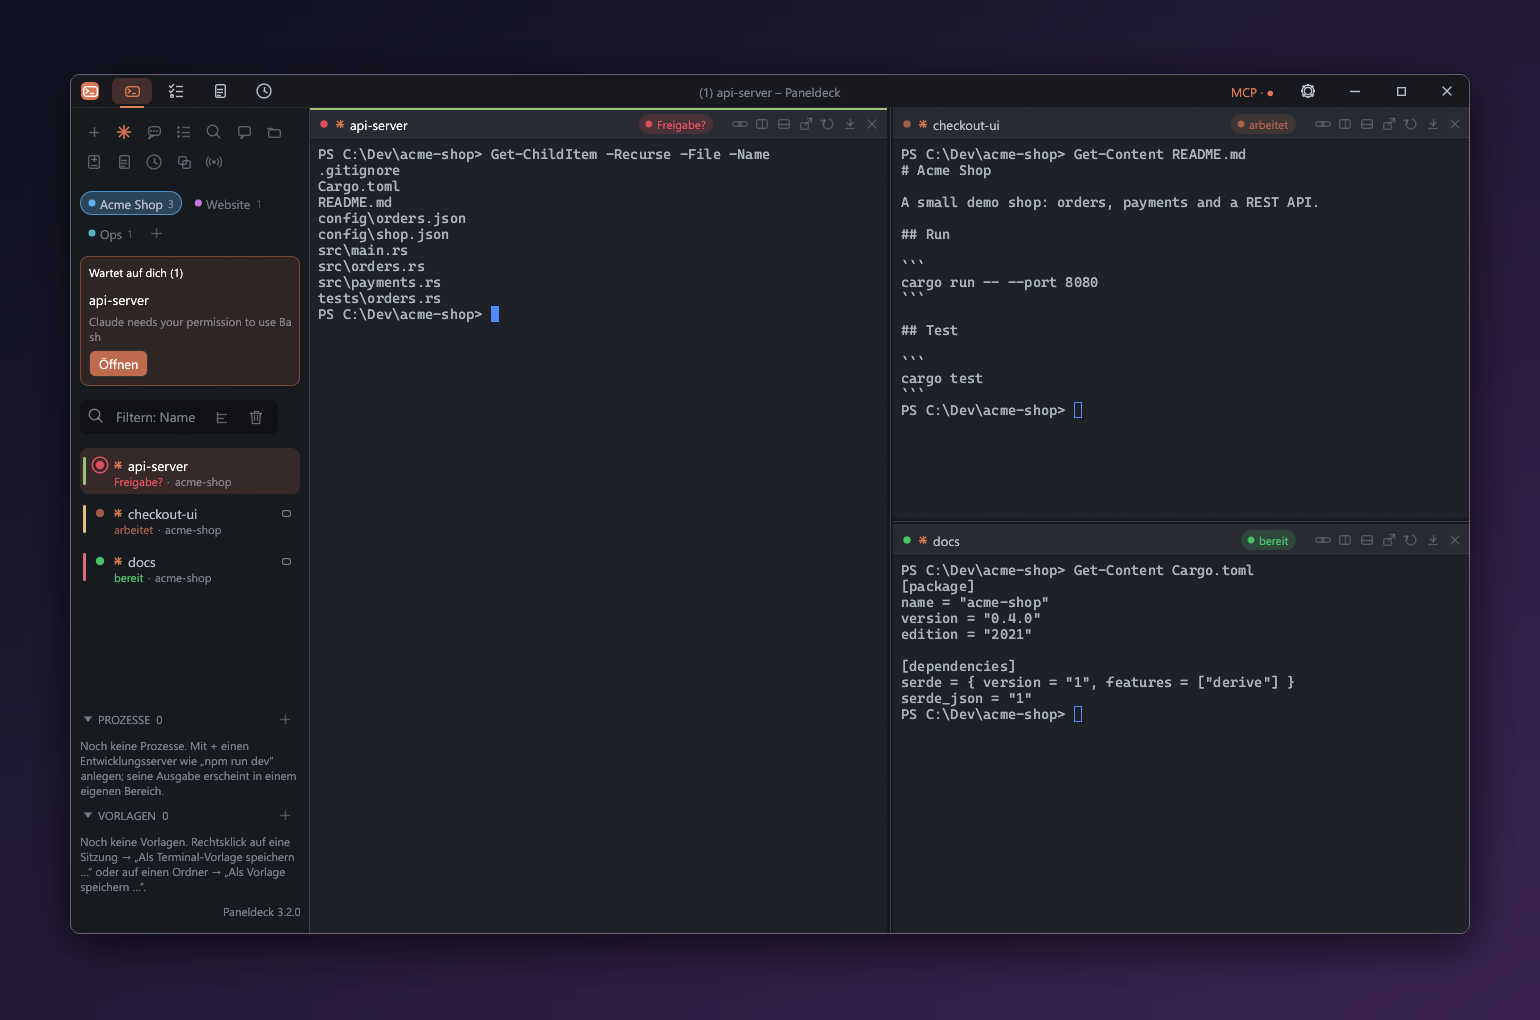 (1) api-server – Paneldeck
MCP ·
Acme Shop 3
Website 1
Ops 1
Wartet auf dich (1)
api-server
Claude needs your permission to use Ba
sh
Öffnen
Filtern: Name
api-server
Freigabe? · acme-shop
checkout-ui
arbeitet · acme-shop
docs
bereit · acme-shop
PROZESSE 0
Noch keine Prozesse. Mit + einen
Entwicklungsserver wie „npm run dev“
anlegen; seine Ausgabe erscheint in einem
eigenen Bereich.
VORLAGEN 0
Noch keine Vorlagen. Rechtsklick auf eine
Sitzung → „Als Terminal-Vorlage speichern
…“ oder auf einen Ordner → „Als Vorlage
speichern …“.
Paneldeck 3.2.0
api-server
Freigabe?
PS C:\Dev\acme-shop> Get-ChildItem -Recurse -File -Name
.gitignore
Cargo.toml
README.md
config\orders.json
config\shop.json
src\main.rs
src\orders.rs
src\payments.rs
tests\orders.rs
PS C:\Dev\acme-shop>
checkout-ui
arbeitet
PS C:\Dev\acme-shop> Get-Content README.md
# Acme Shop
A small demo shop: orders, payments and a REST API.
## Run
```
cargo run -- --port 8080
```
## Test
```
cargo test
```
PS C:\Dev\acme-shop>
docs
bereit
PS C:\Dev\acme-shop> Get-Content Cargo.toml
[package]
name = "acme-shop"
version = "0.4.0"
edition = "2021"
[dependencies]
serde = { version = "1", features = ["derive"] }
serde_json = "1"
PS C:\Dev\acme-shop>